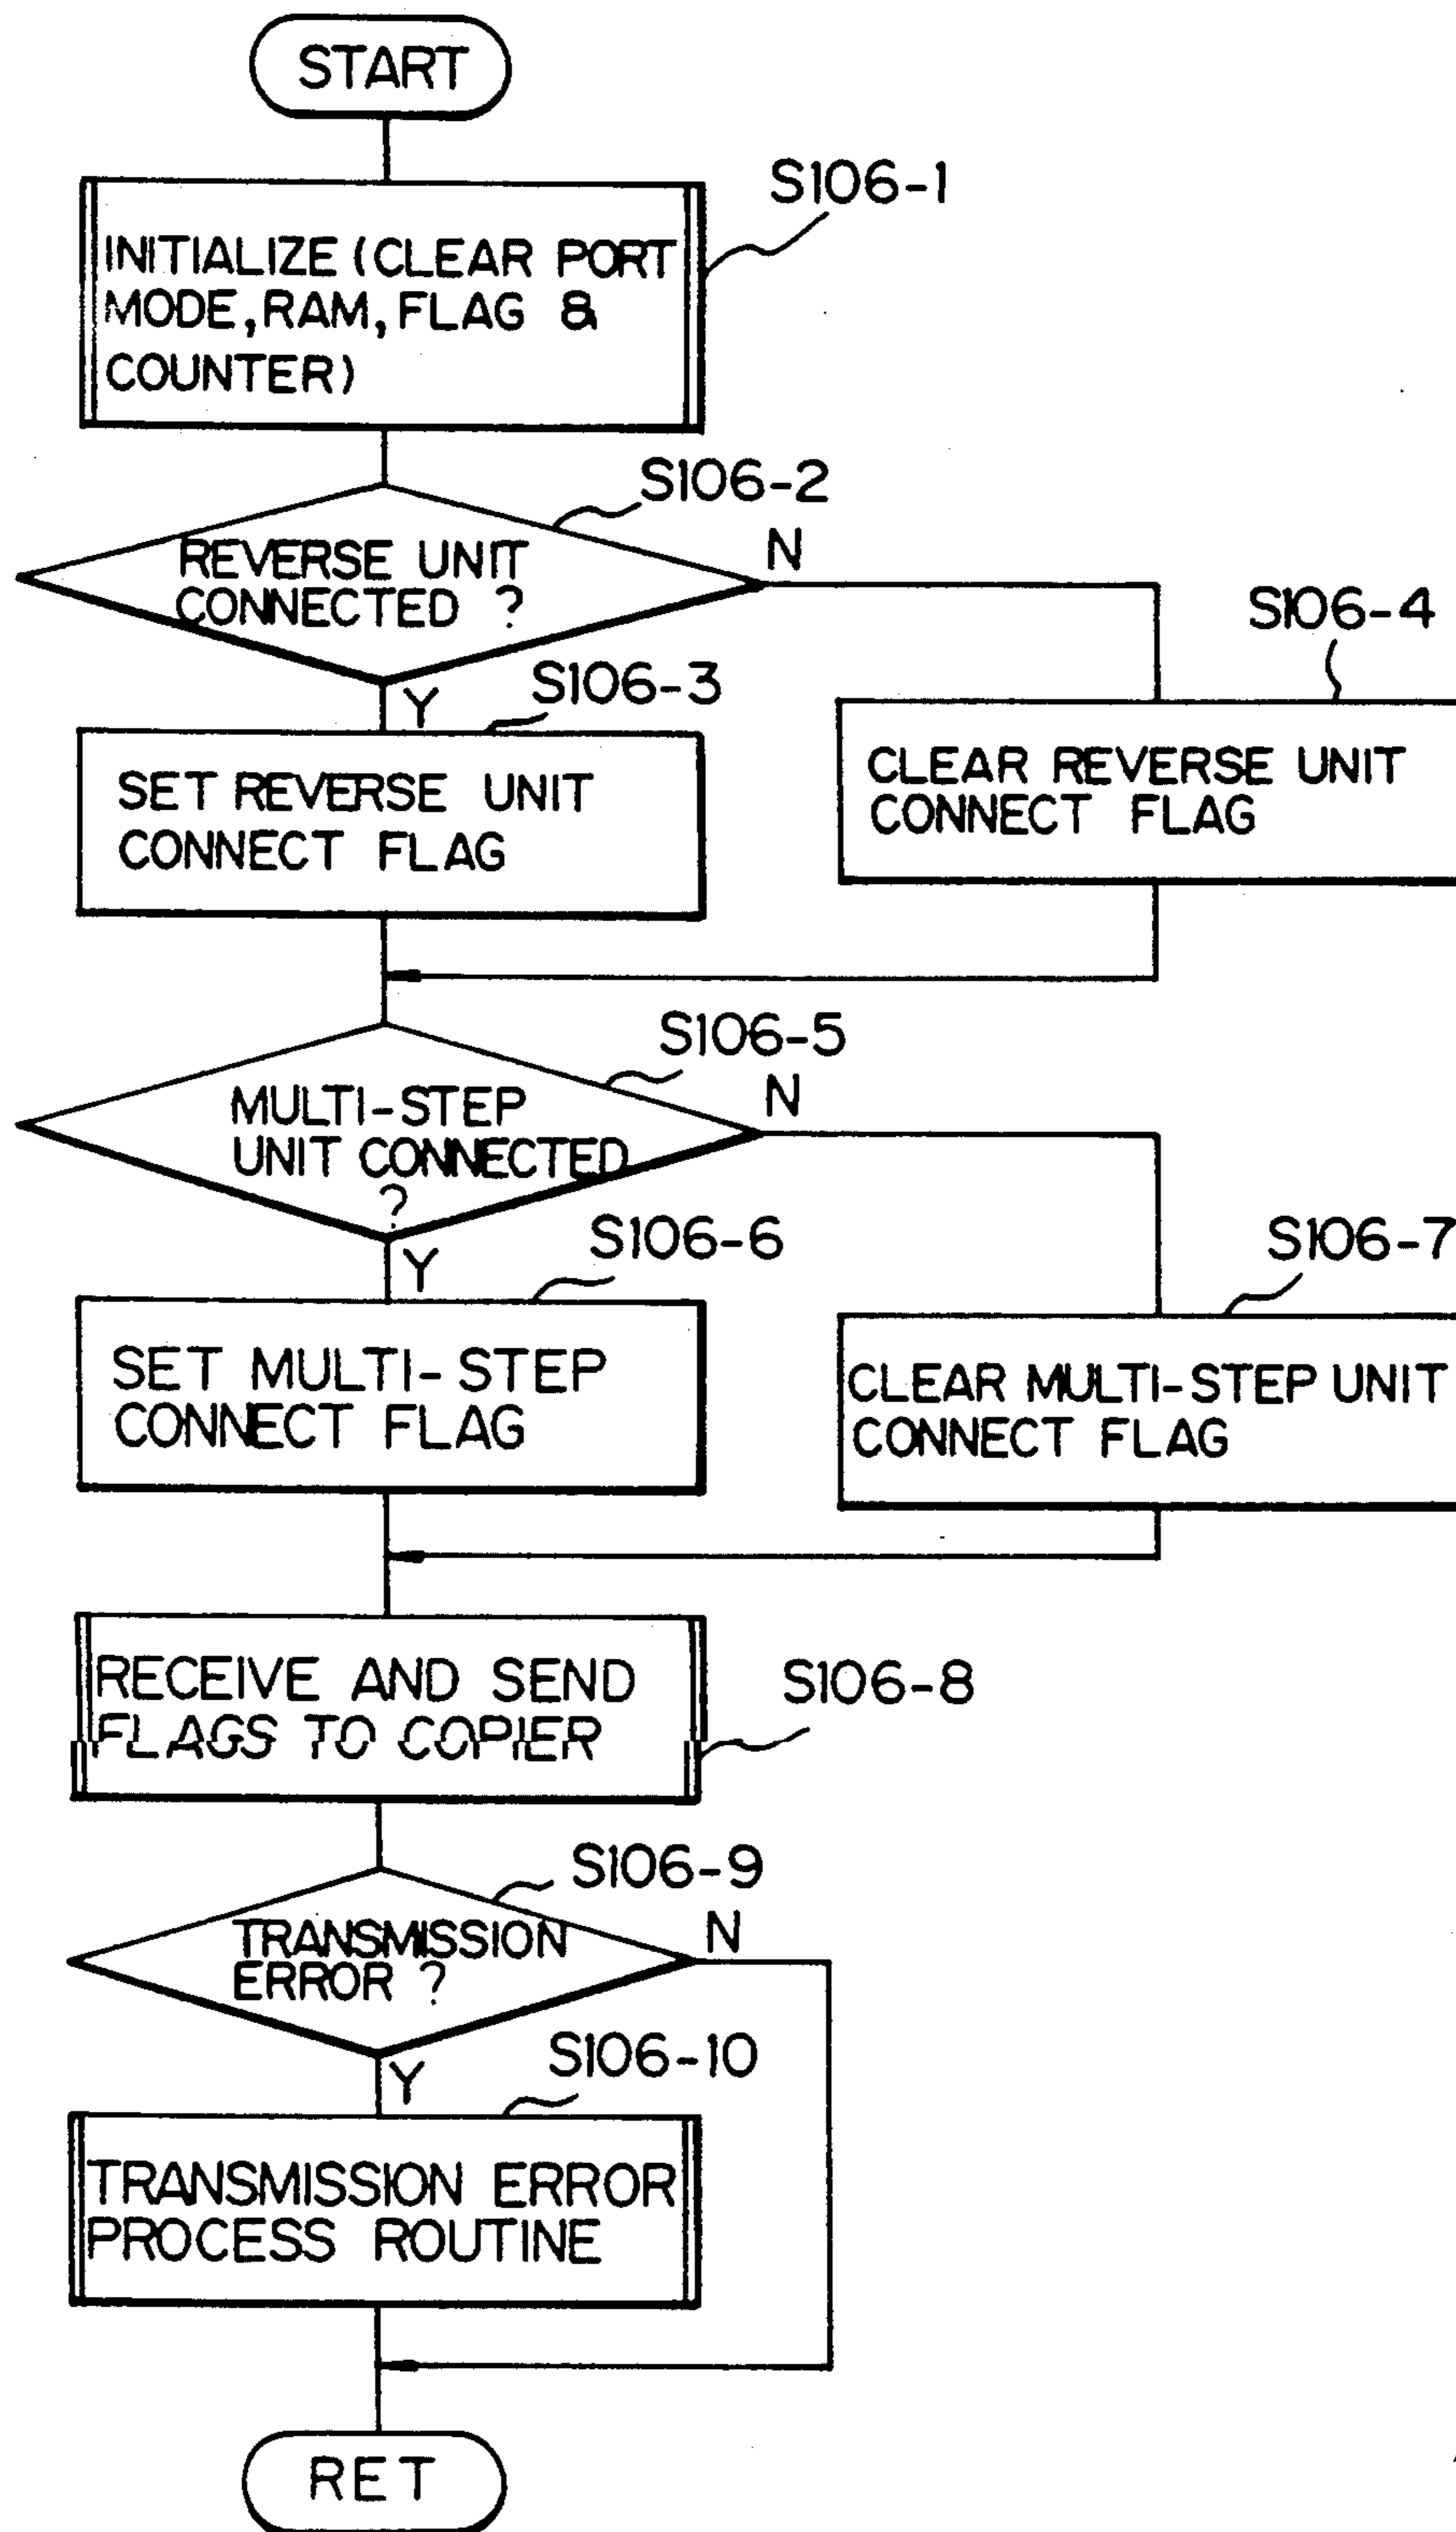 START
S106-1
INITIALIZE (CLEAR PORT
MODE, RAM, FLAG &
COUNTER)
S106-2
REVERSE UNIT
CONNECTED ?
N
S106-4
Y
S106-3
SET REVERSE UNIT
CONNECT FLAG
CLEAR REVERSE UNIT
CONNECT FLAG
S106-5
MULTI-STEP
UNIT CONNECTED
?
N
Y
S106-6
S106-7
SET MULTI-STEP
CONNECT FLAG
CLEAR MULTI-STEP UNIT
CONNECT FLAG
RECEIVE AND SEND
FLAGS TO COPIER
S106-8
S106-9
TRANSMISSION
ERROR ?
N
Y
S106-10
TRANSMISSION ERROR
PROCESS ROUTINE
RET